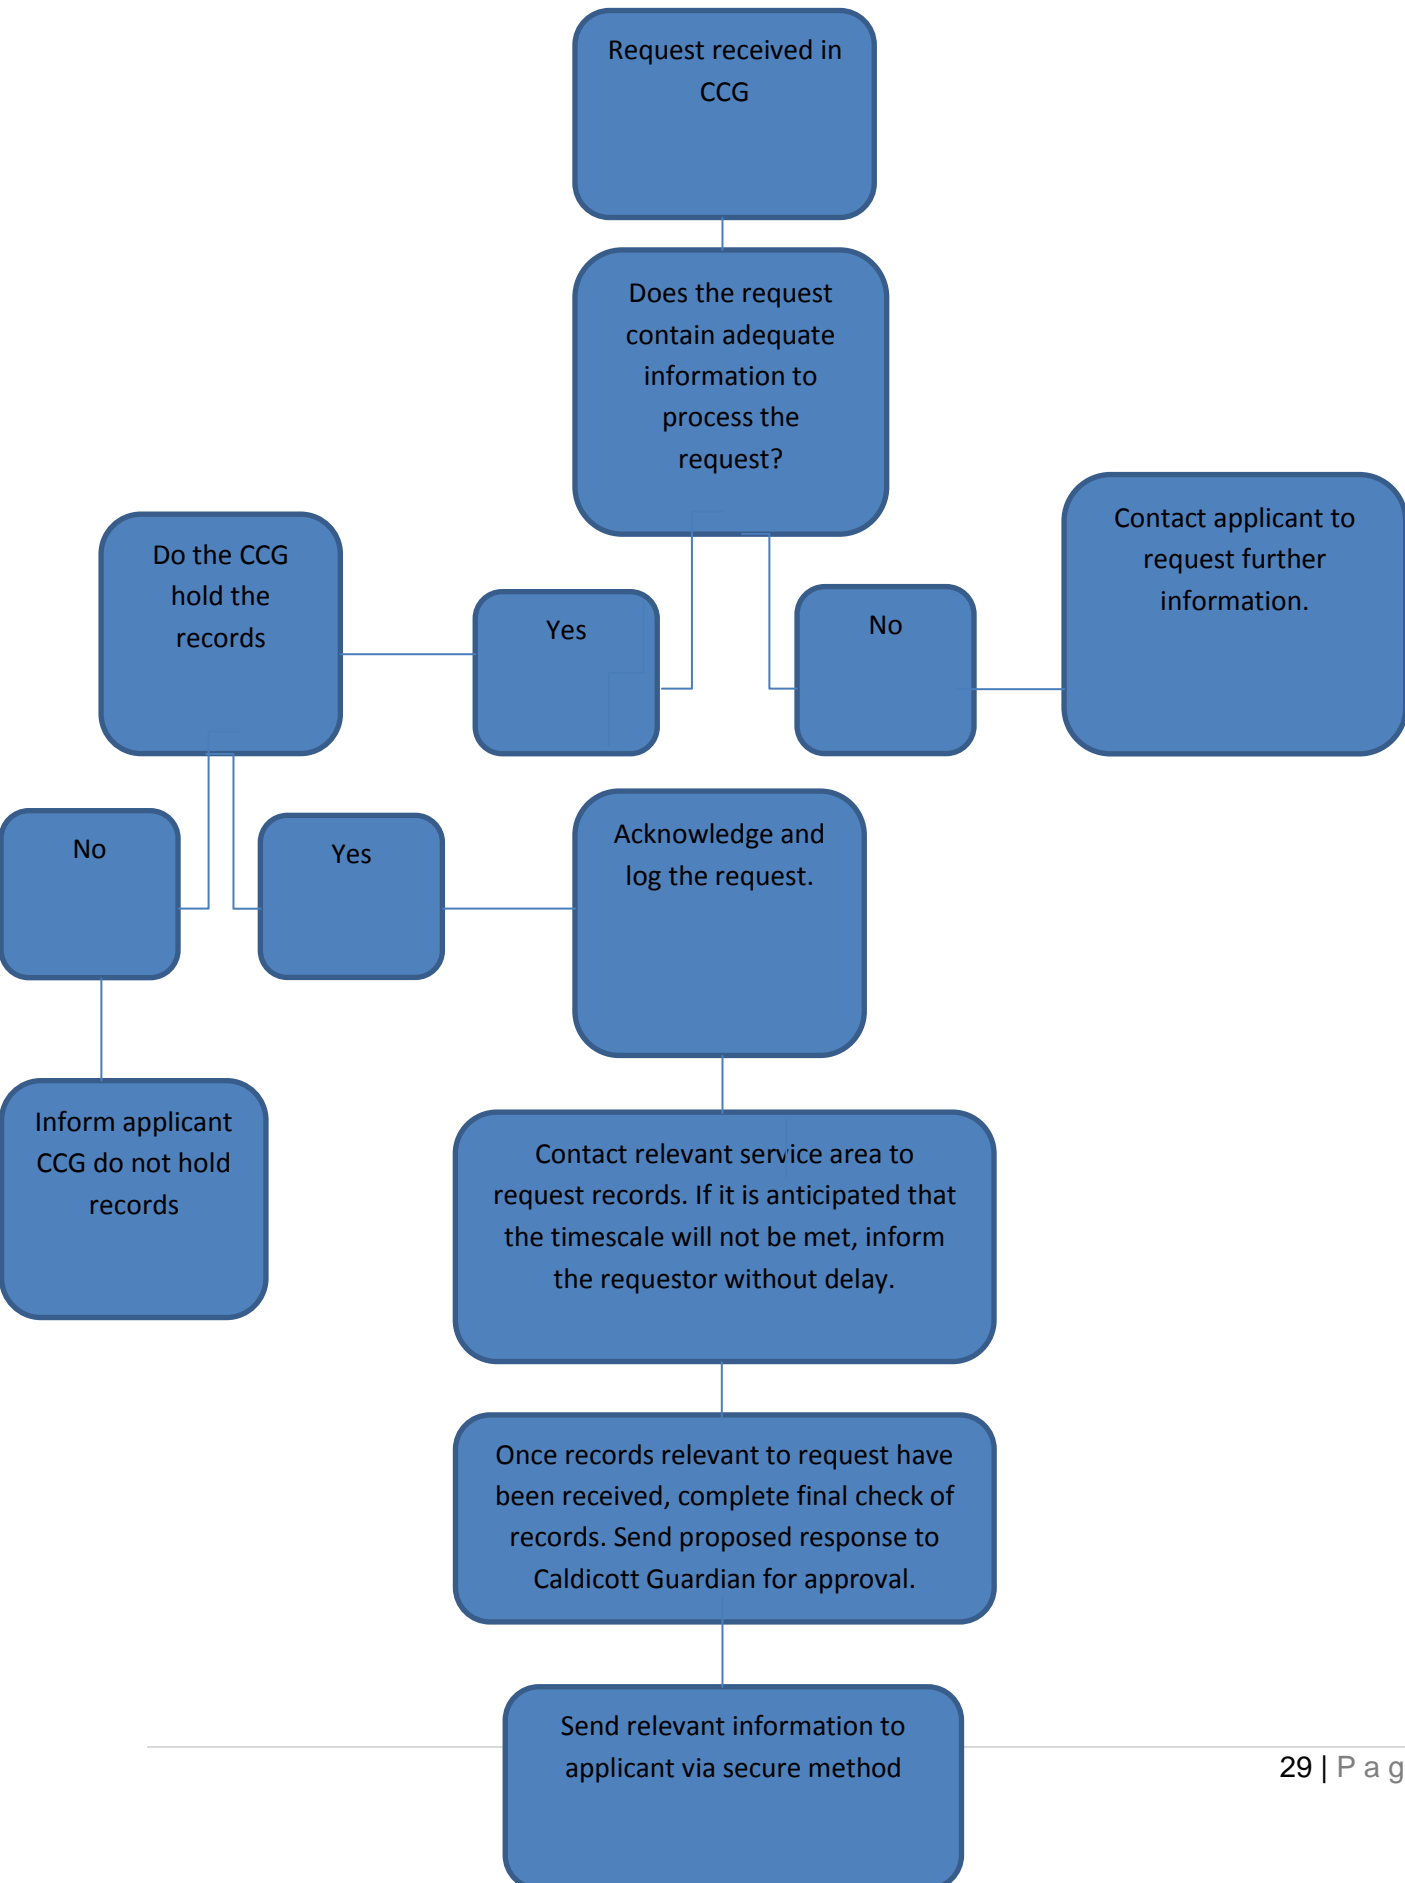 Request received in
CCG
Does the request
contain adequate
information to
process the
request?
Contact applicant to
request further
information.
Do the CCG
hold the
records
Yes
No
No
Yes
Acknowledge and
log the request.
Inform applicant
CCG do not hold
records
Contact relevant service area to
request records. If it is anticipated that
the timescale will not be met, inform
the requestor without delay.
Once records relevant to request have
been received, complete final check of
records. Send proposed response to
Caldicott Guardian for approval.
Send relevant information to
applicant via secure method
29 | P a g